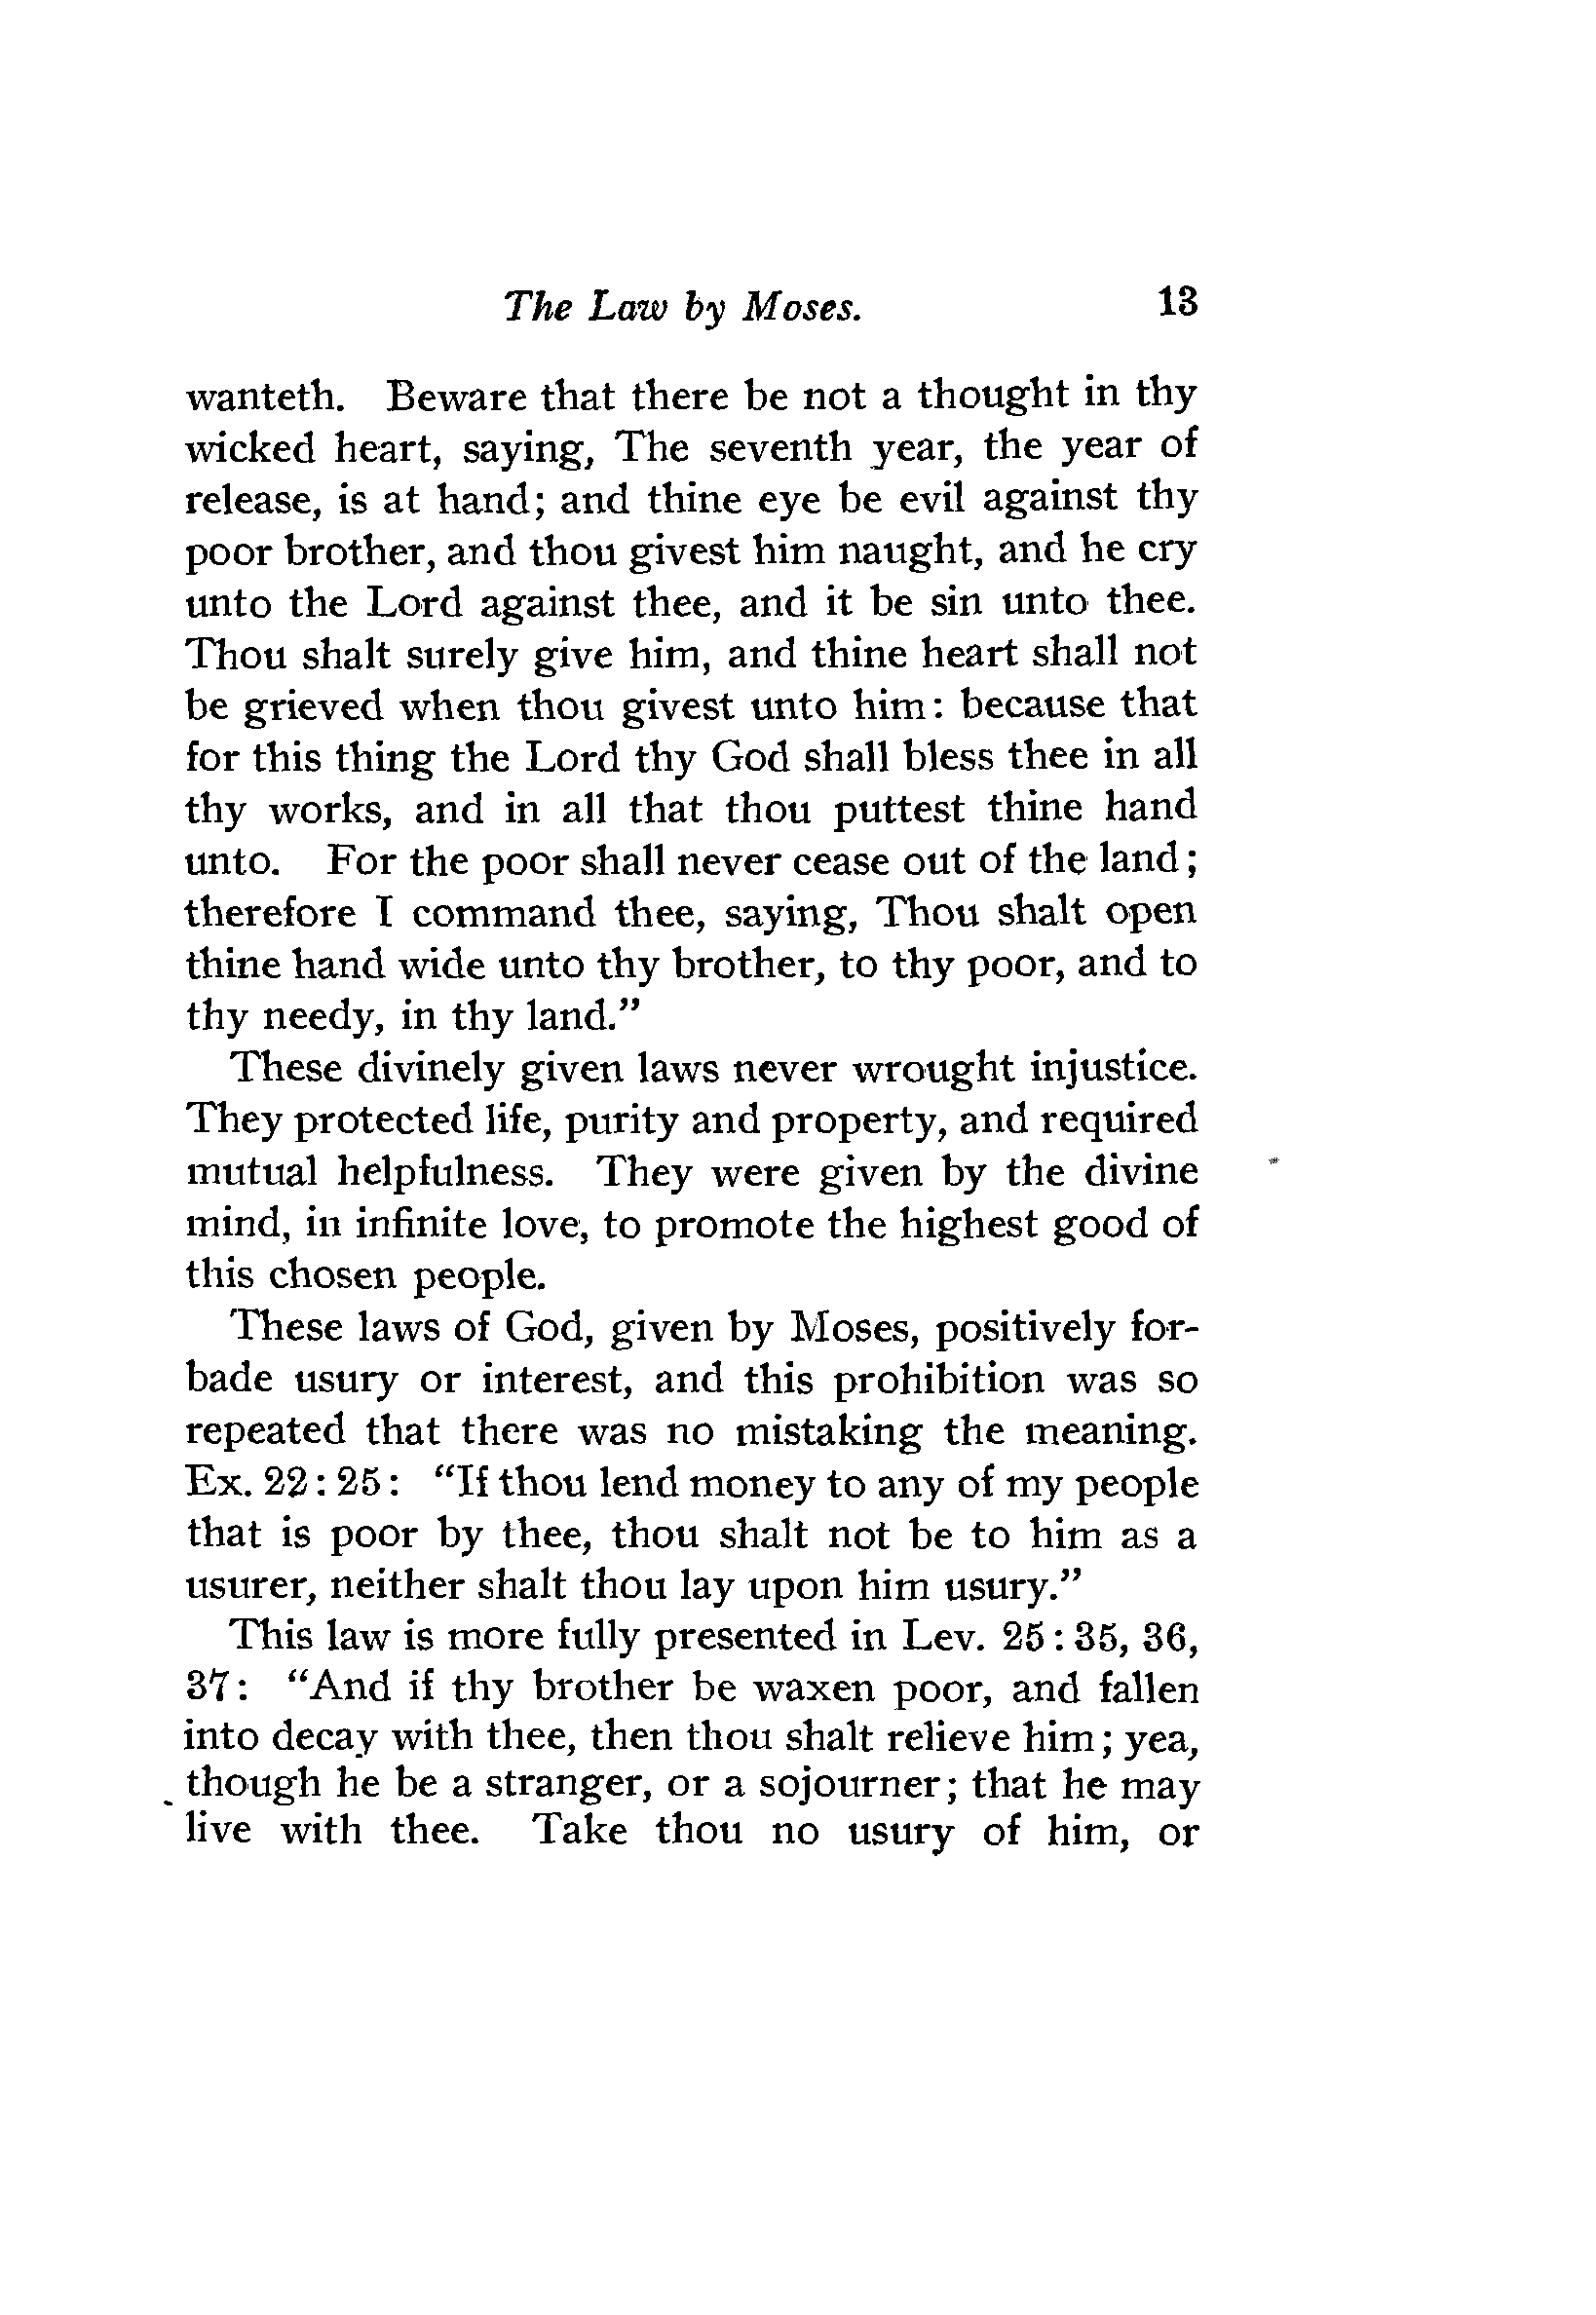 The Law by Moses. 13
wanteth. Beware that there be not a thought in thy
wicked heart, saying, The seventh year, the year of
release, is at hand; and thine eye be evil against thy
poor brother, and thou givest him naught, and he cry
unto the Lord against thee, and it be sin unto thee.
Thou shalt surely give him, and thine heart shall not
be grieved when thou givest unto him: because that
for this thing the Lord thy God shall bless thee in all
thy works, and in all that thou puttest thine hand
unto. For the poor shall never cease out of the land;
therefore I command thee, saying, Thou shalt open
thine hand wide unto thy brother, to thy poor, and to
thy needy, in thy land.”
These divinely given laws never wrought injustice.
They protected life, purity and property, and required
mutual helpfulness. They were given by the divine
mind, in infinite love, to promote the highest good of
this chosen people.
These laws of God, given by Moses, positively for-
bade usury or interest, and this prohibition was so
repeated that there was no mistaking the meaning.
Ex. 22: 25: “If thou lend money to any of my people
that is poor by thee, thou shalt not be to him as a
usurer, neither shalt thou lay upon him usury.”
This law is more fully presented in Lev. 25: 35, 36,
37: “And if thy brother be waxen poor, and fallen
into decay with thee, then thou shalt relieve him; yea,
though he be a stranger, or a sojourner; that he may
live with thee. Take thou no usury of him, or